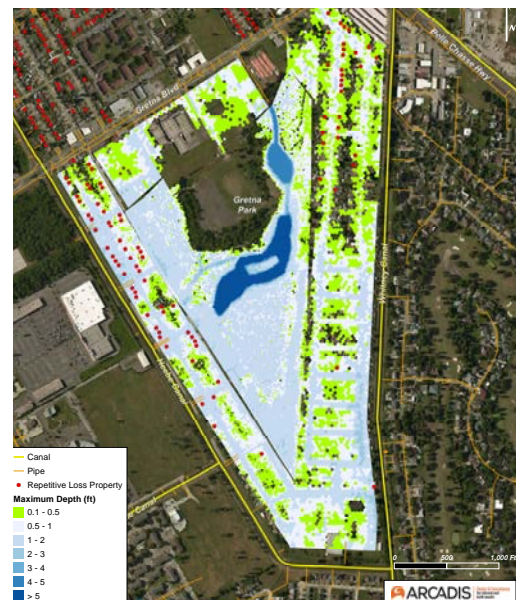 N
Belle Chasse Hwy
Gretna Blvd
Gretna
Park
Whitney Canal
Canal
Canal
Pipe
Repetitive Loss Property
Maximum Depth (ft)
0.1 - 0.5
0.5 - 1
1 - 2
2 - 3
3 - 4
4 - 5
> 5
0
500
1,000 Ft
ARCADIS